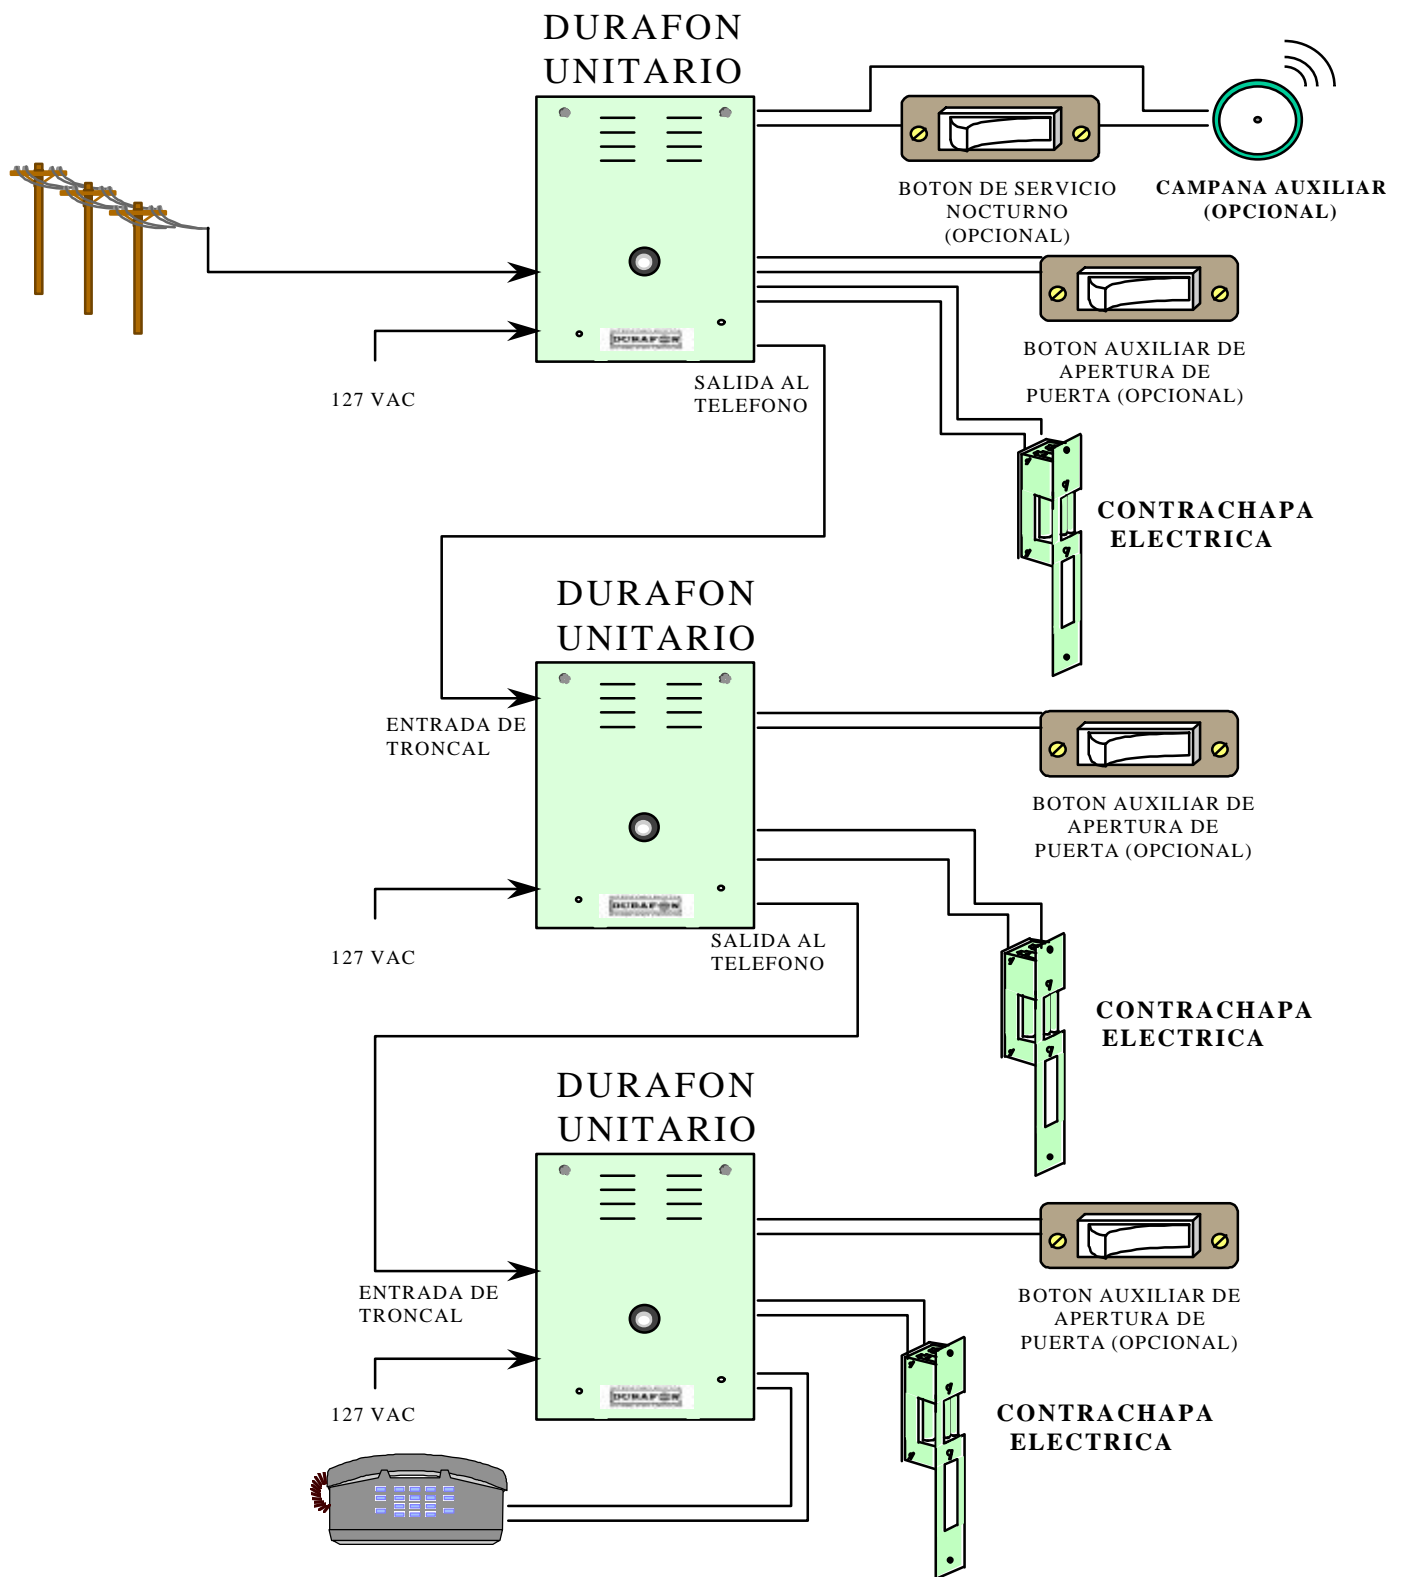 DURAFON
UNITARIO
BOTON DE SERVICIO
NOCTURNO
(OPCIONAL)
CAMPANA AUXILIAR
(OPCIONAL)
DURAFON
BOTON AUXILIAR DE
APERTURA DE
PUERTA (OPCIONAL)
127 VAC
SALIDA AL
TELEFONO
CONTRACHAPA
ELECTRICA
DURAFON
UNITARIO
ENTRADA DE
TRONCAL
BOTON AUXILIAR DE
APERTURA DE
PUERTA (OPCIONAL)
DURAFON
127 VAC
SALIDA AL
TELEFONO
CONTRACHAPA
ELECTRICA
DURAFON
UNITARIO
ENTRADA DE
TRONCAL
BOTON AUXILIAR DE
APERTURA DE
PUERTA (OPCIONAL)
DURAFON
127 VAC
CONTRACHAPA
ELECTRICA